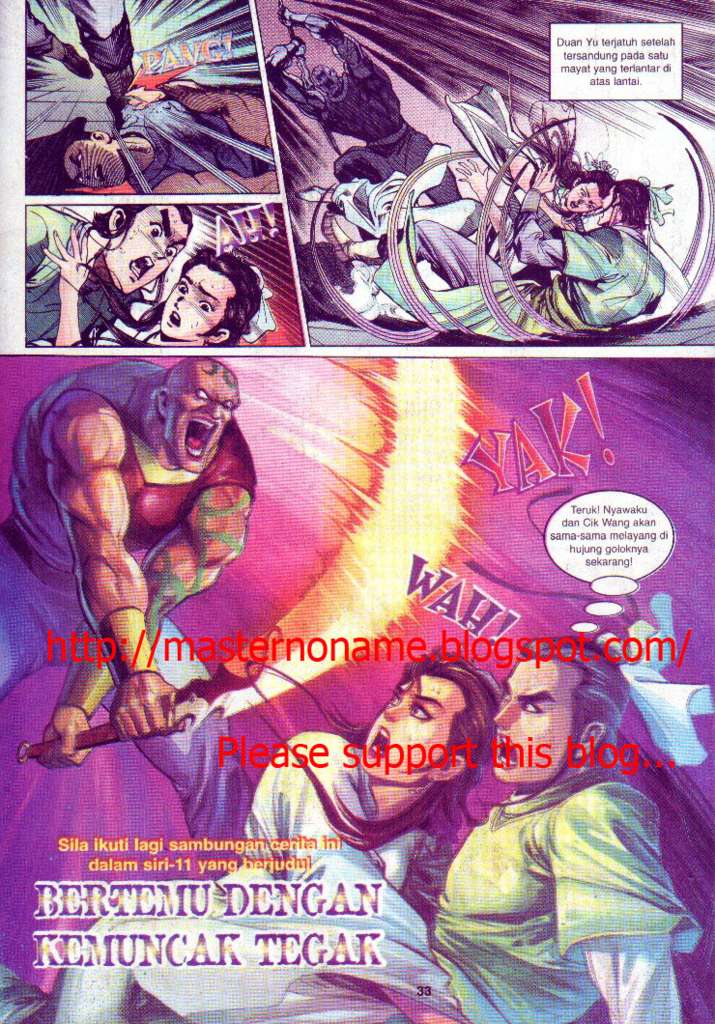 PANG!
Duan Yu terjatuh setelah
tersandung pada satu
mayat yang terlantar di
atas lantai.
AH!
YAK!
Teruk! Nyawaku
dan Cik Wang akan
sama-sama melayang di
hujung goloknya
sekarang!
WAH!
http://masternoname.blogspot.com/
Please support this blog...
Sila ikuti lagi sambungan cerita ini
dalam siri-11 yang berjudul
BERTEMU DENGAN
KEMUNCAK TEGAK
33